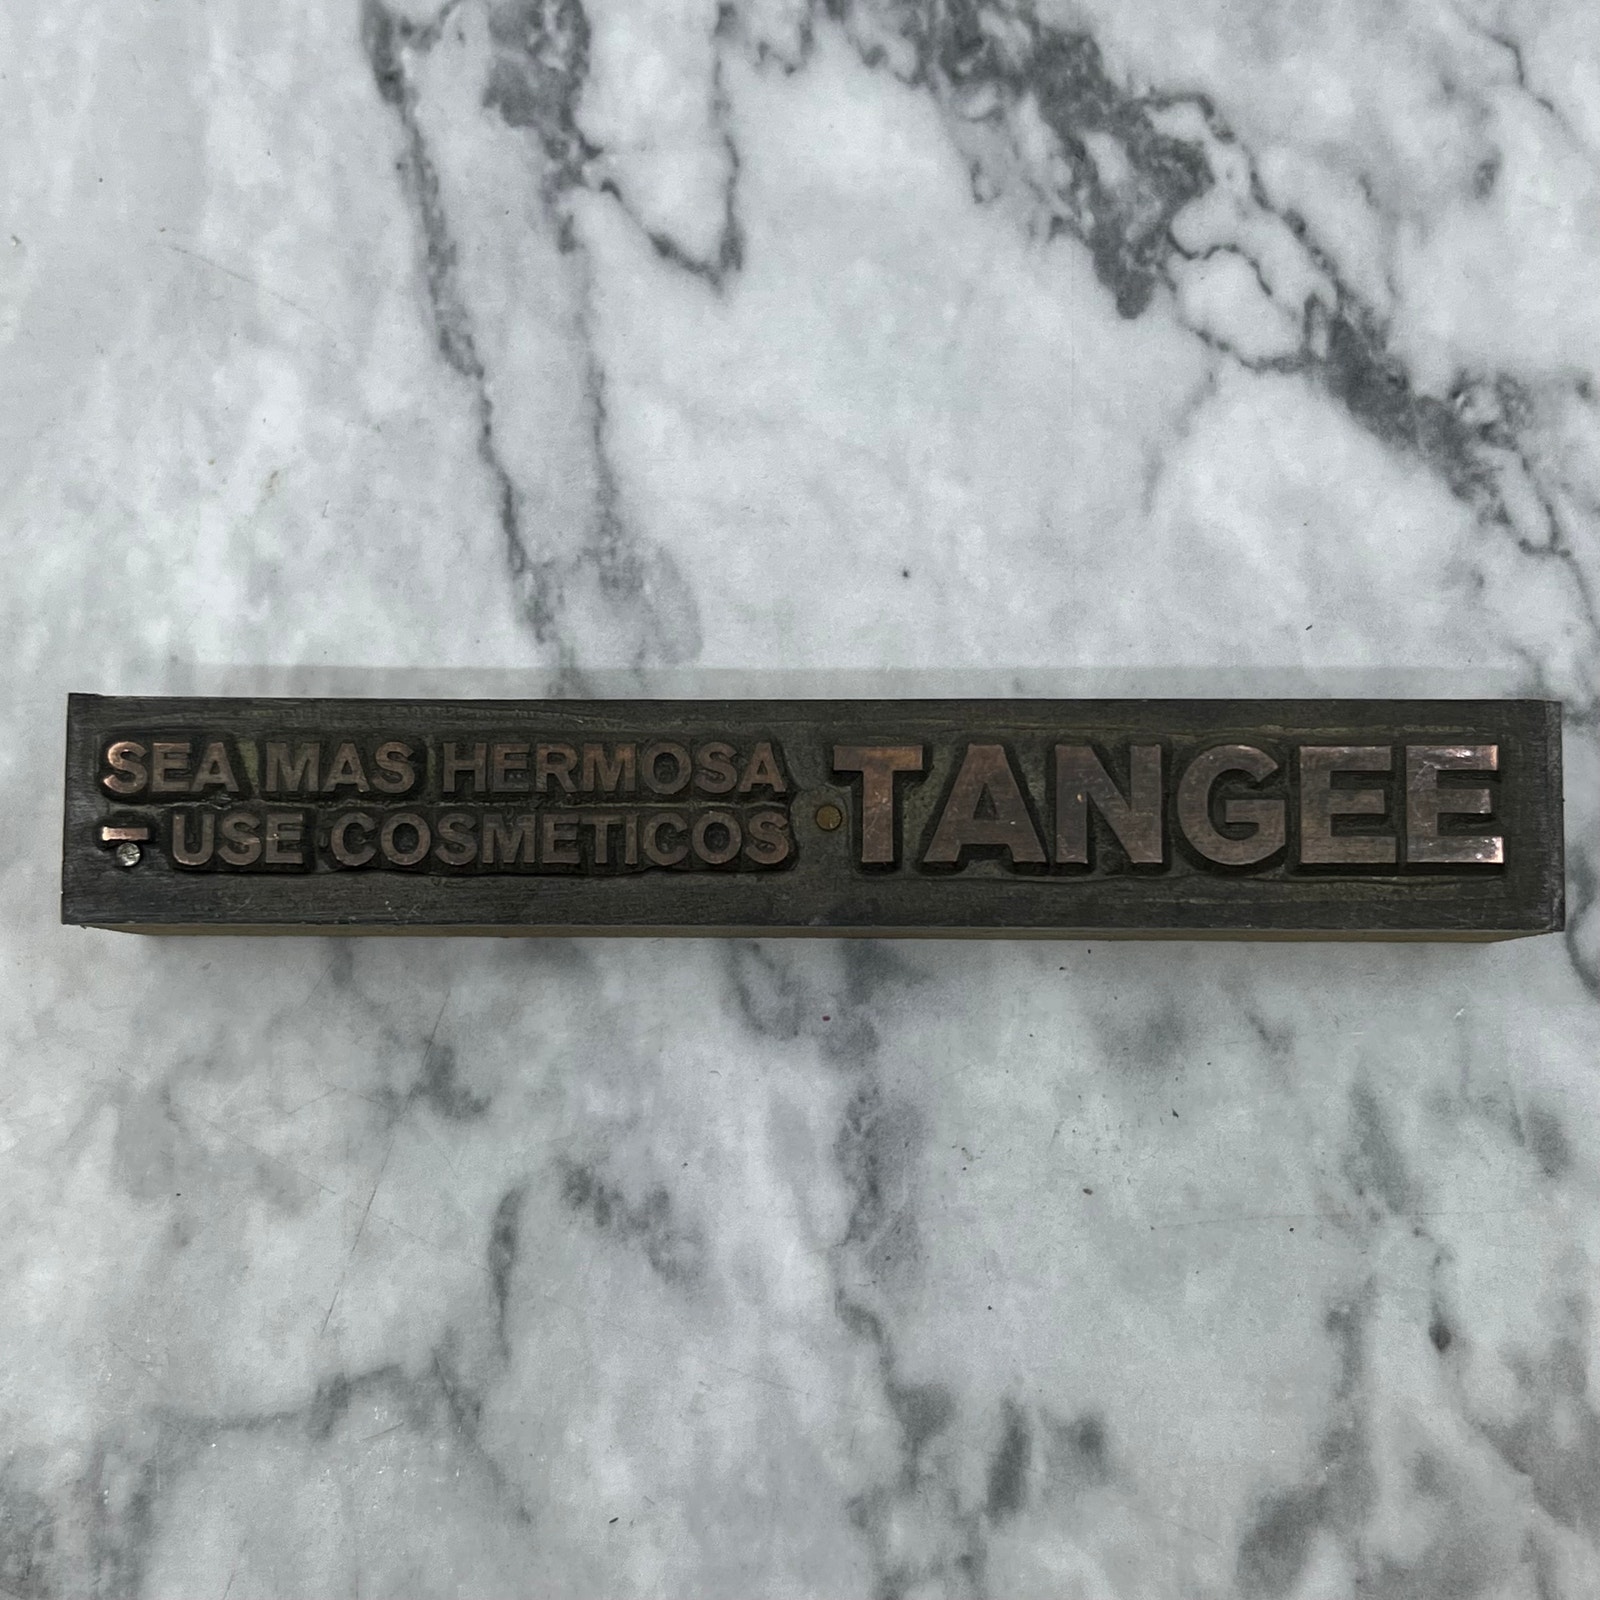 SEA MAS HERMOSA
- USE COSMETICOS
TANGEE